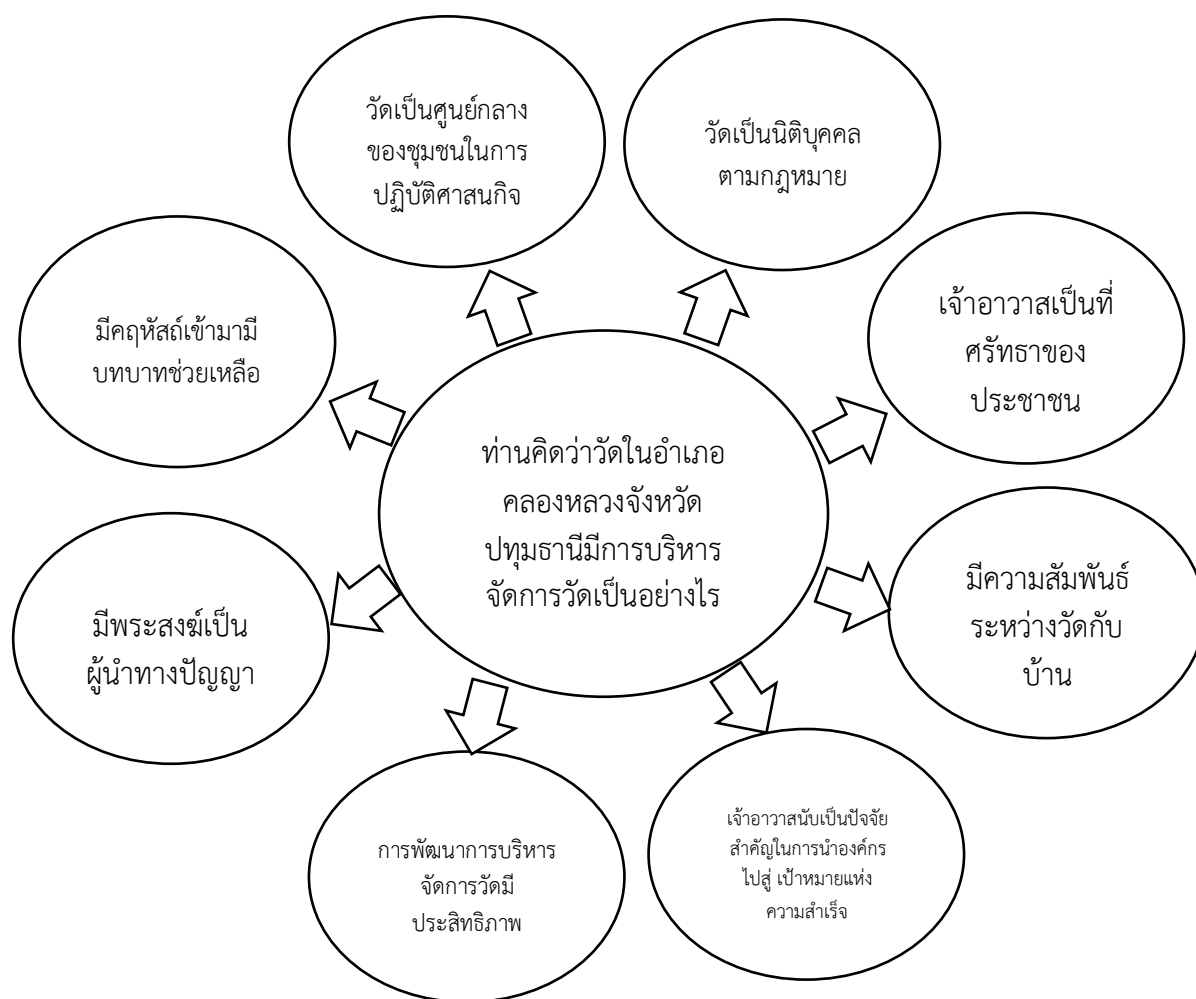 วัดเป็นศูนย์กลาง
ของชุมชนในการ
ปฏิบัติศาสนกิจ
วัดเป็นนิติบุคคล
ตามกฎหมาย
มีคฤหัสถ์เข้ามามี
บทบาทช่วยเหลือ
เจ้าอาวาสเป็นที่
ศรัทธาของ
ประชาชน
ท่านคิดว่าวัดในอำเภอ
คลองหลวงจังหวัด
ปทุมธานีมีการบริหาร
จัดการวัดเป็นอย่างไร
มีพระสงฆ์เป็น
ผู้นำทางปัญญา
มีความสัมพันธ์
ระหว่างวัดกับ
บ้าน
การพัฒนาการบริหาร
จัดการวัดมี
ประสิทธิภาพ
เจ้าอาวาสนับเป็นปัจจัย
สำคัญในการนำองค์กร
ไปสู่ เป้าหมายแห่ง
ความสำเร็จ